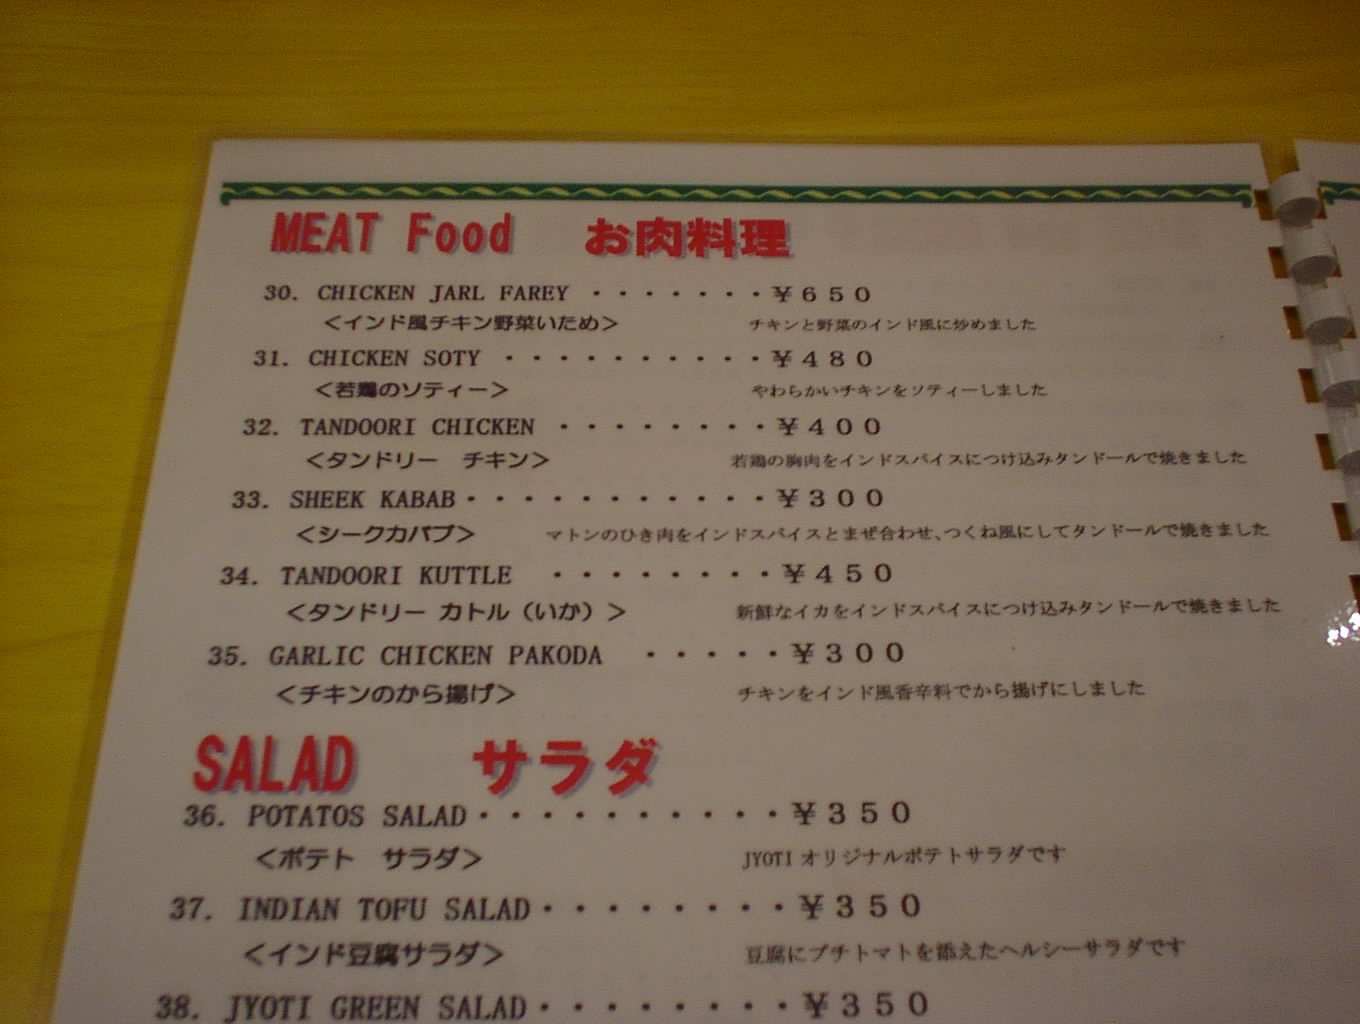 MEAT Food お肉料理
30. CHICKEN JARL FAREY ・・・・・・・¥650
＜インド風チキン野菜いため＞ チキンと野菜のインド風に炒めました
31. CHICKEN SOTY ・・・・・・・・・・¥480
＜若鶏のソティー＞ やわらかいチキンをソティーしました
32. TANDOORI CHICKEN ・・・・・・・・¥400
＜タンドリー チキン＞ 若鶏の胸肉をインドスパイスにつけ込みタンドールで焼きました
33. SHEEK KABAB・・・・・・・・・・・¥300
＜シークカバブ＞ マトンのひき肉をインドスパイスとまぜ合わせ、つくね風にしてタンドールで焼きました
34. TANDOORI KUTTLE ・・・・・・・・¥450
＜タンドリー カトル（いか）＞ 新鮮なイカをインドスパイスにつけ込みタンドールで焼きました
35. GARLIC CHICKEN PAKODA ・・・・・¥300
＜チキンのから揚げ＞ チキンをインド風香辛料でから揚げにしました
SALAD サラダ
36. POTATOS SALAD・・・・・・・・・・¥350
＜ポテト サラダ＞ JYOTI オリジナルポテトサラダです
37. INDIAN TOFU SALAD・・・・・・・・¥350
＜インド豆腐サラダ＞ 豆腐にプチトマトを添えたヘルシーサラダです
38. JYOTI GREEN SALAD・・・・・・・・¥350